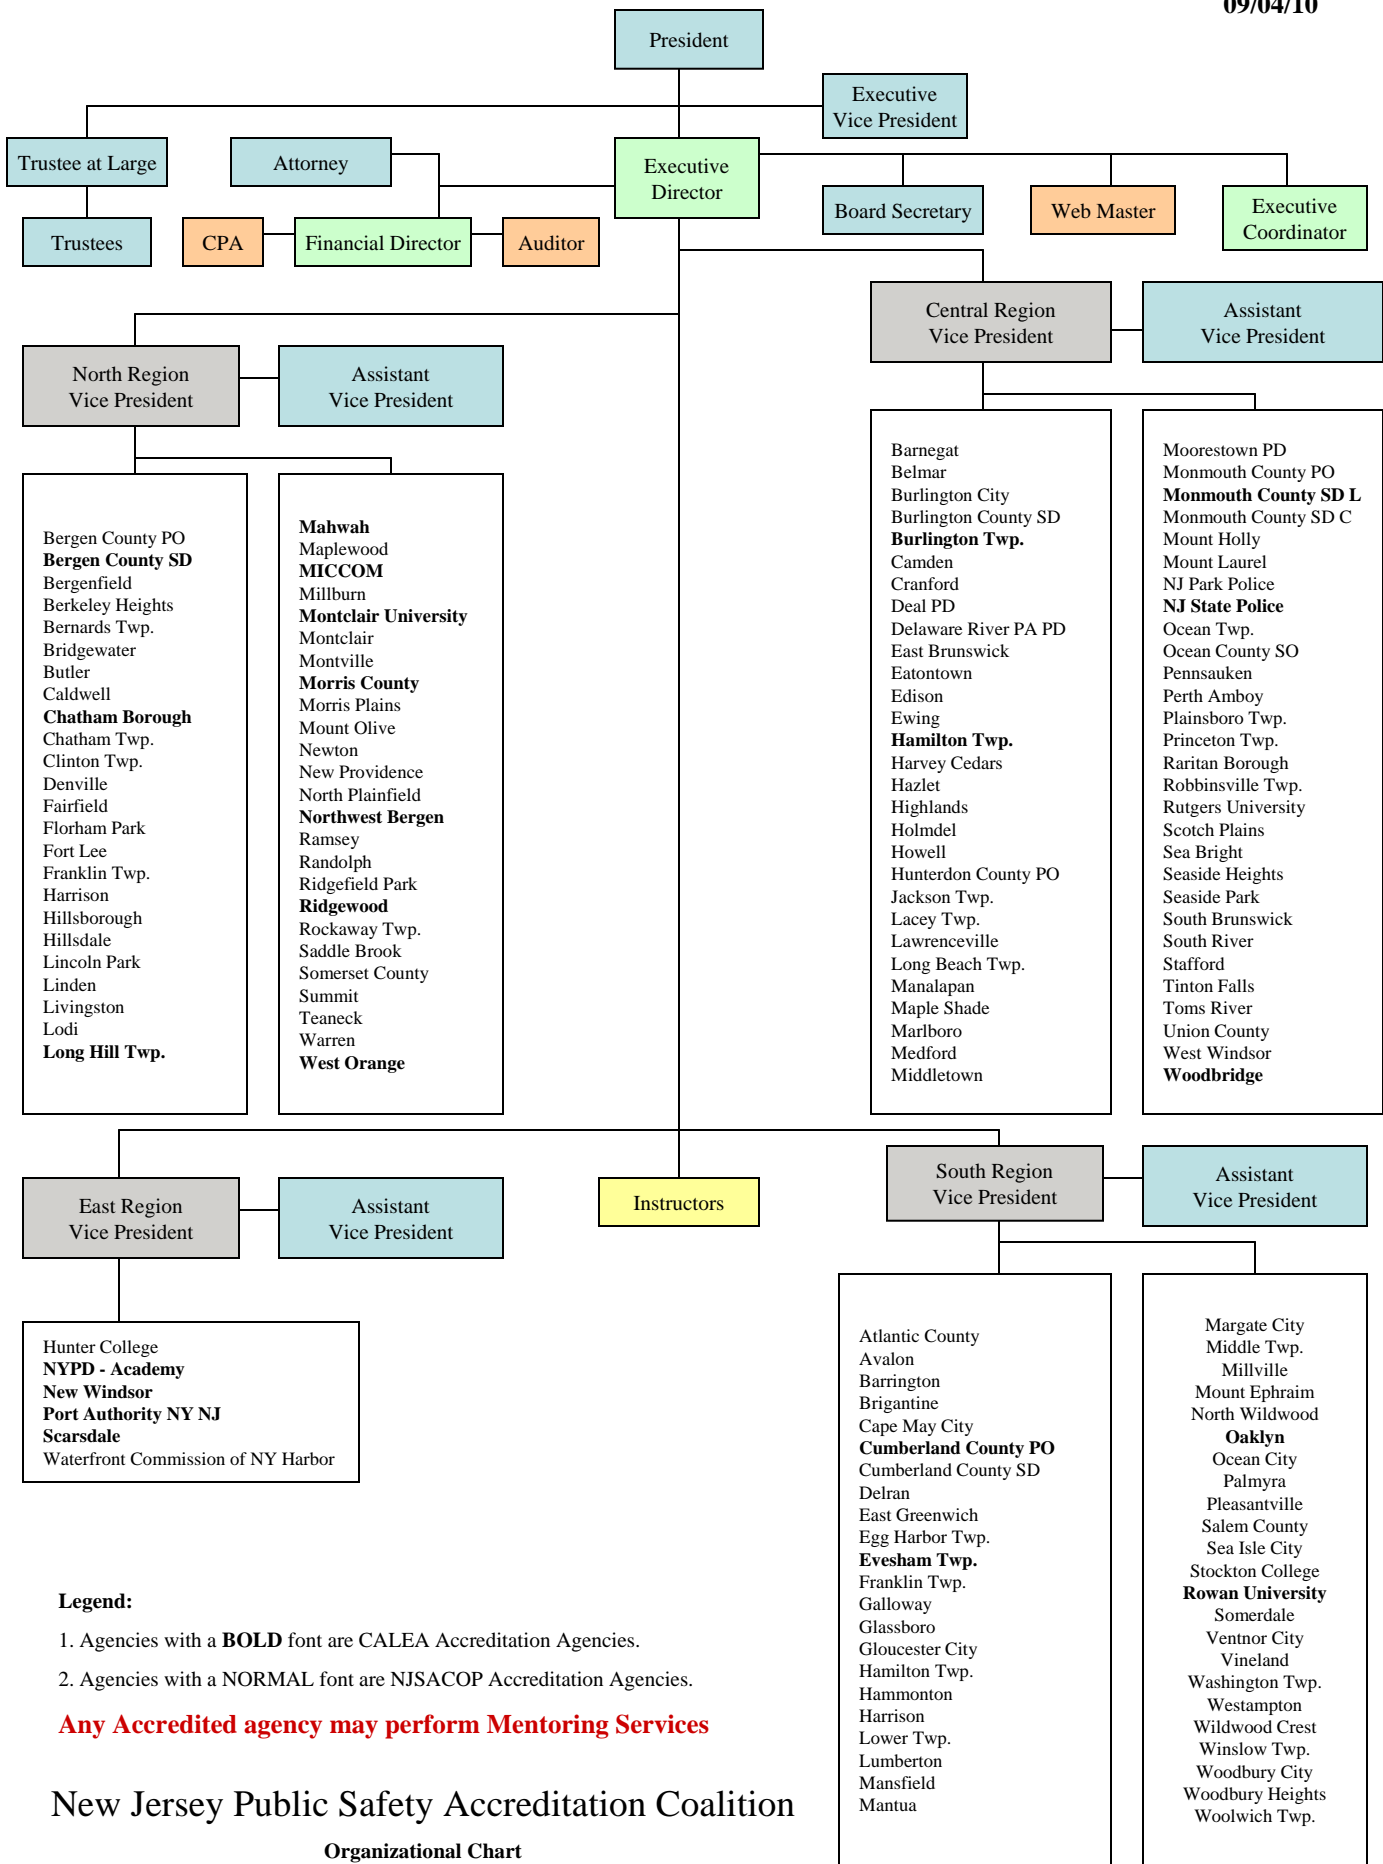 09/04/10
President
Executive
Vice President
Trustee at Large
Attorney
Executive
Director
Trustees
CPA
Financial Director
Auditor
Board Secretary
Web Master
Executive
Coordinator
Central Region
Vice President
Assistant
Vice President
North Region
Vice President
Assistant
Vice President
Bergen County PO
Bergen County SD
Bergenfield
Berkeley Heights
Bernards Twp.
Bridgewater
Butler
Caldwell
Chatham Borough
Chatham Twp.
Clinton Twp.
Denville
Fairfield
Florham Park
Fort Lee
Franklin Twp.
Harrison
Hillsborough
Hillsdale
Lincoln Park
Linden
Livingston
Lodi
Long Hill Twp.
Mahwah
Maplewood
MICCOM
Millburn
Montclair University
Montclair
Montville
Morris County
Morris Plains
Mount Olive
Newton
New Providence
North Plainfield
Northwest Bergen
Ramsey
Randolph
Ridgefield Park
Ridgewood
Rockaway Twp.
Saddle Brook
Somerset County
Summit
Teaneck
Warren
West Orange
Barnegat
Belmar
Burlington City
Burlington County SD
Burlington Twp.
Camden
Cranford
Deal PD
Delaware River PA PD
East Brunswick
Eatontown
Edison
Ewing
Hamilton Twp.
Harvey Cedars
Hazlet
Highlands
Holmdel
Howell
Hunterdon County PO
Jackson Twp.
Lacey Twp.
Lawrenceville
Long Beach Twp.
Manalapan
Maple Shade
Marlboro
Medford
Middletown
Moorestown PD
Monmouth County PO
Monmouth County SD L
Monmouth County SD C
Mount Holly
Mount Laurel
NJ Park Police
NJ State Police
Ocean Twp.
Ocean County SO
Pennsauken
Perth Amboy
Plainsboro Twp.
Princeton Twp.
Raritan Borough
Robbinsville Twp.
Rutgers University
Scotch Plains
Sea Bright
Seaside Heights
Seaside Park
South Brunswick
South River
Stafford
Tinton Falls
Toms River
Union County
West Windsor
Woodbridge
East Region
Vice President
Assistant
Vice President
Instructors
South Region
Vice President
Assistant
Vice President
Hunter College
NYPD - Academy
New Windsor
Port Authority NY NJ
Scarsdale
Waterfront Commission of NY Harbor
Atlantic County
Avalon
Barrington
Brigantine
Cape May City
Cumberland County PO
Cumberland County SD
Delran
East Greenwich
Egg Harbor Twp.
Evesham Twp.
Franklin Twp.
Galloway
Glassboro
Gloucester City
Hamilton Twp.
Hammonton
Harrison
Lower Twp.
Lumberton
Mansfield
Mantua
Margate City
Middle Twp.
Millville
Mount Ephraim
North Wildwood
Oaklyn
Ocean City
Palmyra
Pleasantville
Salem County
Sea Isle City
Stockton College
Rowan University
Somerdale
Ventnor City
Vineland
Washington Twp.
Westampton
Wildwood Crest
Winslow Twp.
Woodbury City
Woodbury Heights
Woolwich Twp.
Legend:
1. Agencies with a BOLD font are CALEA Accreditation Agencies.
2. Agencies with a NORMAL font are NJSACOP Accreditation Agencies.
Any Accredited agency may perform Mentoring Services
New Jersey Public Safety Accreditation Coalition
Organizational Chart